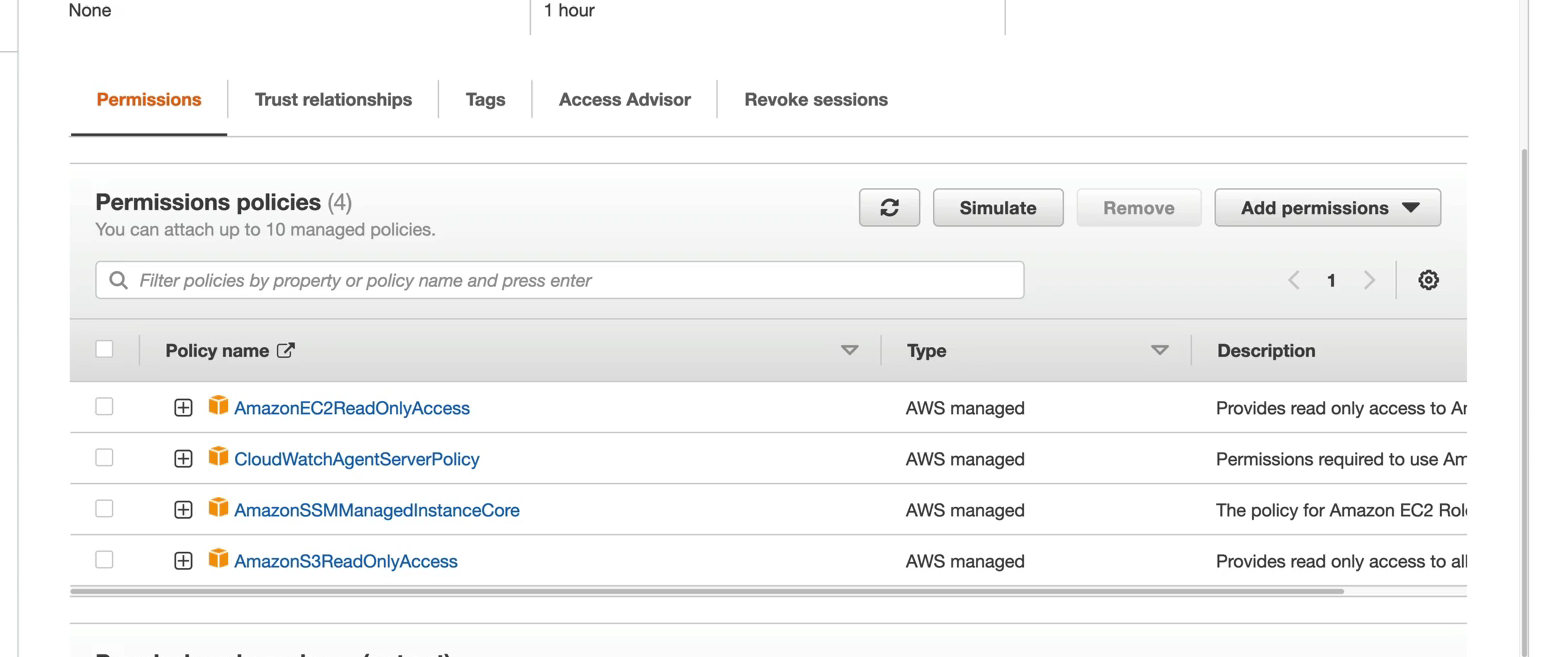 None
1 hour
Permissions
Trust relationships
Tags
Access Advisor
Revoke sessions
Permissions policies (4)
You can attach up to 10 managed policies.
Simulate
Remove
Add permissions
Filter policies by property or policy name and press enter
1
Policy name
Type
Description
AmazonEC2ReadOnlyAccess
AWS managed
Provides read only access to
CloudWatchAgentServerPolicy
AWS managed
Permissions required to use Am
AmazonSSMManagedInstanceCore
AWS managed
The policy for Amazon EC2
AmazonS3ReadOnlyAccess
AWS managed
Provides read only access to all